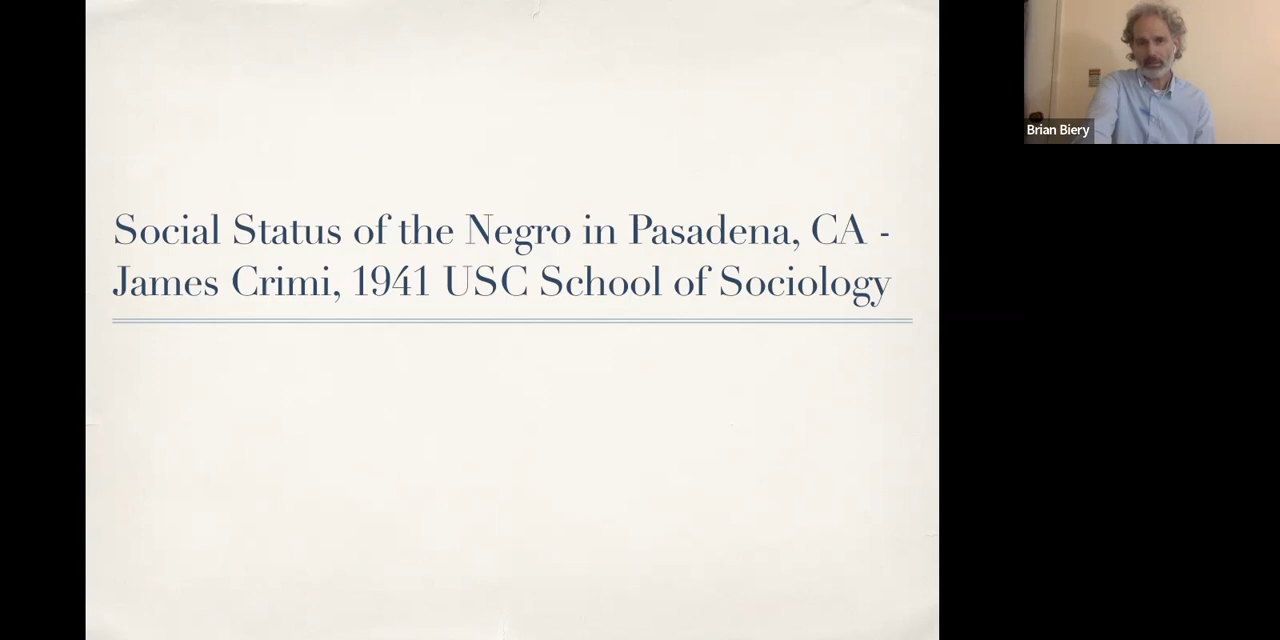 Social Status of the Negro in Pasadena, CA -
James Crimi, 1941 USC School of Sociology
Brian Biery